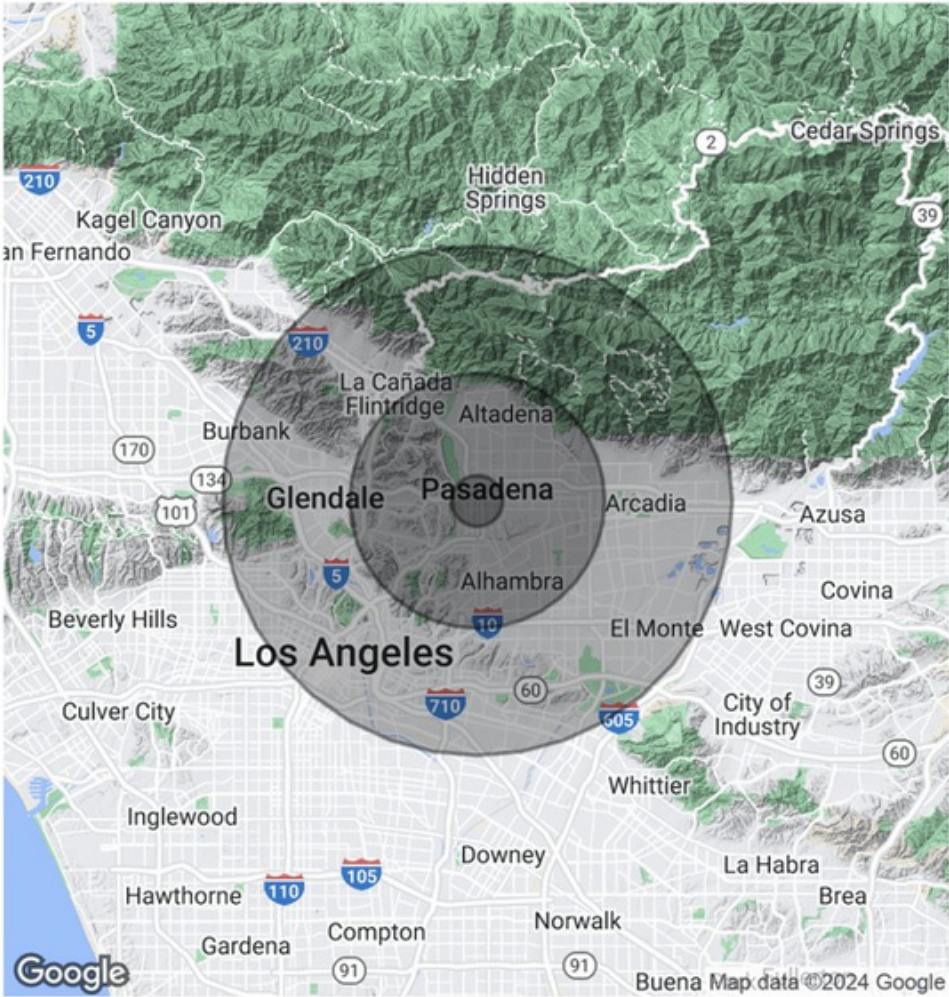 2
Cedar Springs
210
Hidden
Springs
39
Kagel Canyon
an Fernando
5
210
La Cañada
Flintridge
Altadena
Burbank
170
134
Glendale
Pasadena
Arcadia
101
Azusa
5
Alhambra
Covina
Beverly Hills
10
El Monte
West Covina
Los Angeles
60
39
710
Culver City
605
City of
Industry
60
Whittier
Inglewood
Downey
La Habra
105
110
Hawthorne
Brea
Norwalk
Compton
Gardena
91
91
Google
Buena
Map data ©2024 Google